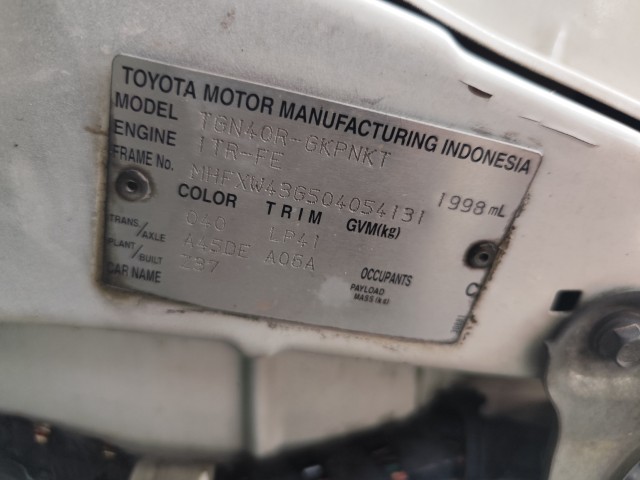 TOYOTA MOTOR MANUFACTURING INDONESIA
MODEL TGN40R-GKPNKT
ENGINE 1TR-FE 1998 mL
FRAME No. MHFXW43G504054131
COLOR TRIM GVM(kg)
040 LP41
TRANS/AXLE A45DE A06A
PLANT/BUILT Z87 OCCUPANTS
CAR NAME PAYLOAD MASS (kg) C